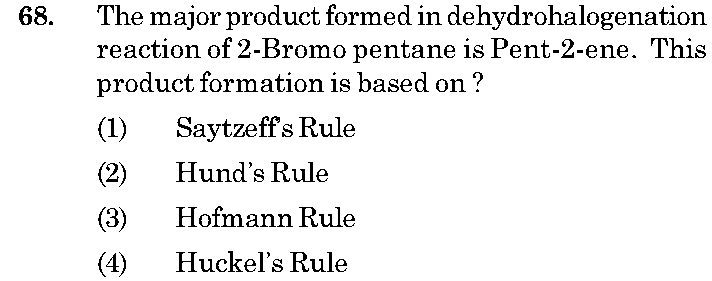 68. The major product formed in dehydrohalogenation
reaction of 2-Bromo pentane is Pent-2-ene. This
product formation is based on ?
(1) Saytzeff's Rule
(2) Hund's Rule
(3) Hofmann Rule
(4) Huckel's Rule